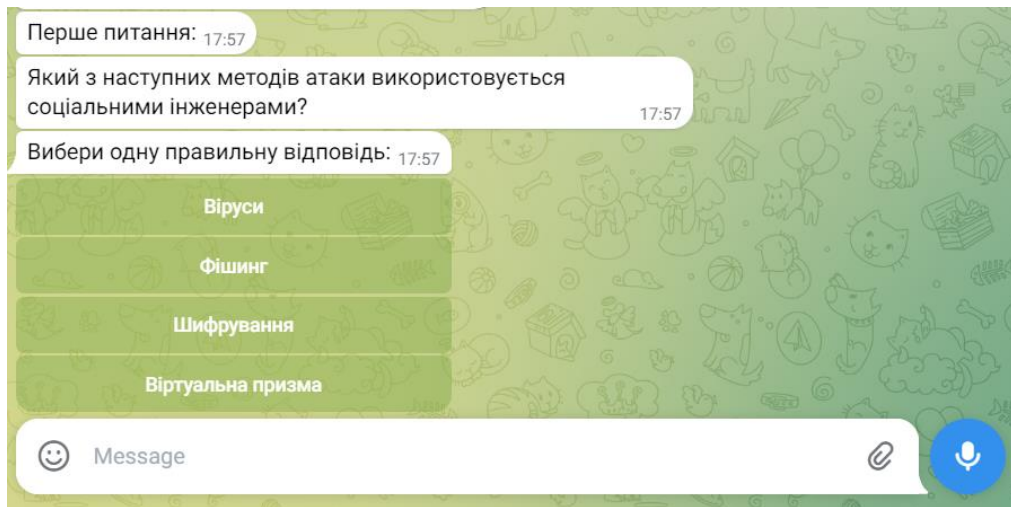 Перше питання: 17:57
Який з наступних методів атаки використовується
соціальними інженерами? 17:57
Вибери одну правильну відповідь: 17:57
Віруси
Фішинг
Шифрування
Віртуальна призма
Message